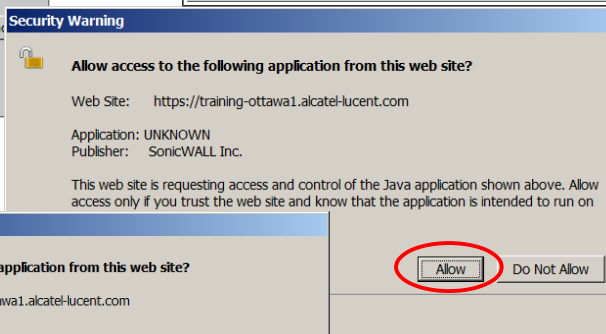 Security Warning
Allow access to the following application from this web site?
Web Site: https://training-ottawa1.alcatel-lucent.com
Application: UNKNOWN
Publisher: SonicWALL Inc.
This web site is requesting access and control of the Java application shown above. Allow
access only if you trust the web site and know that the application is intended to run on
application from this web site?
Allow Do Not Allow
wa1.alcatel-lucent.com